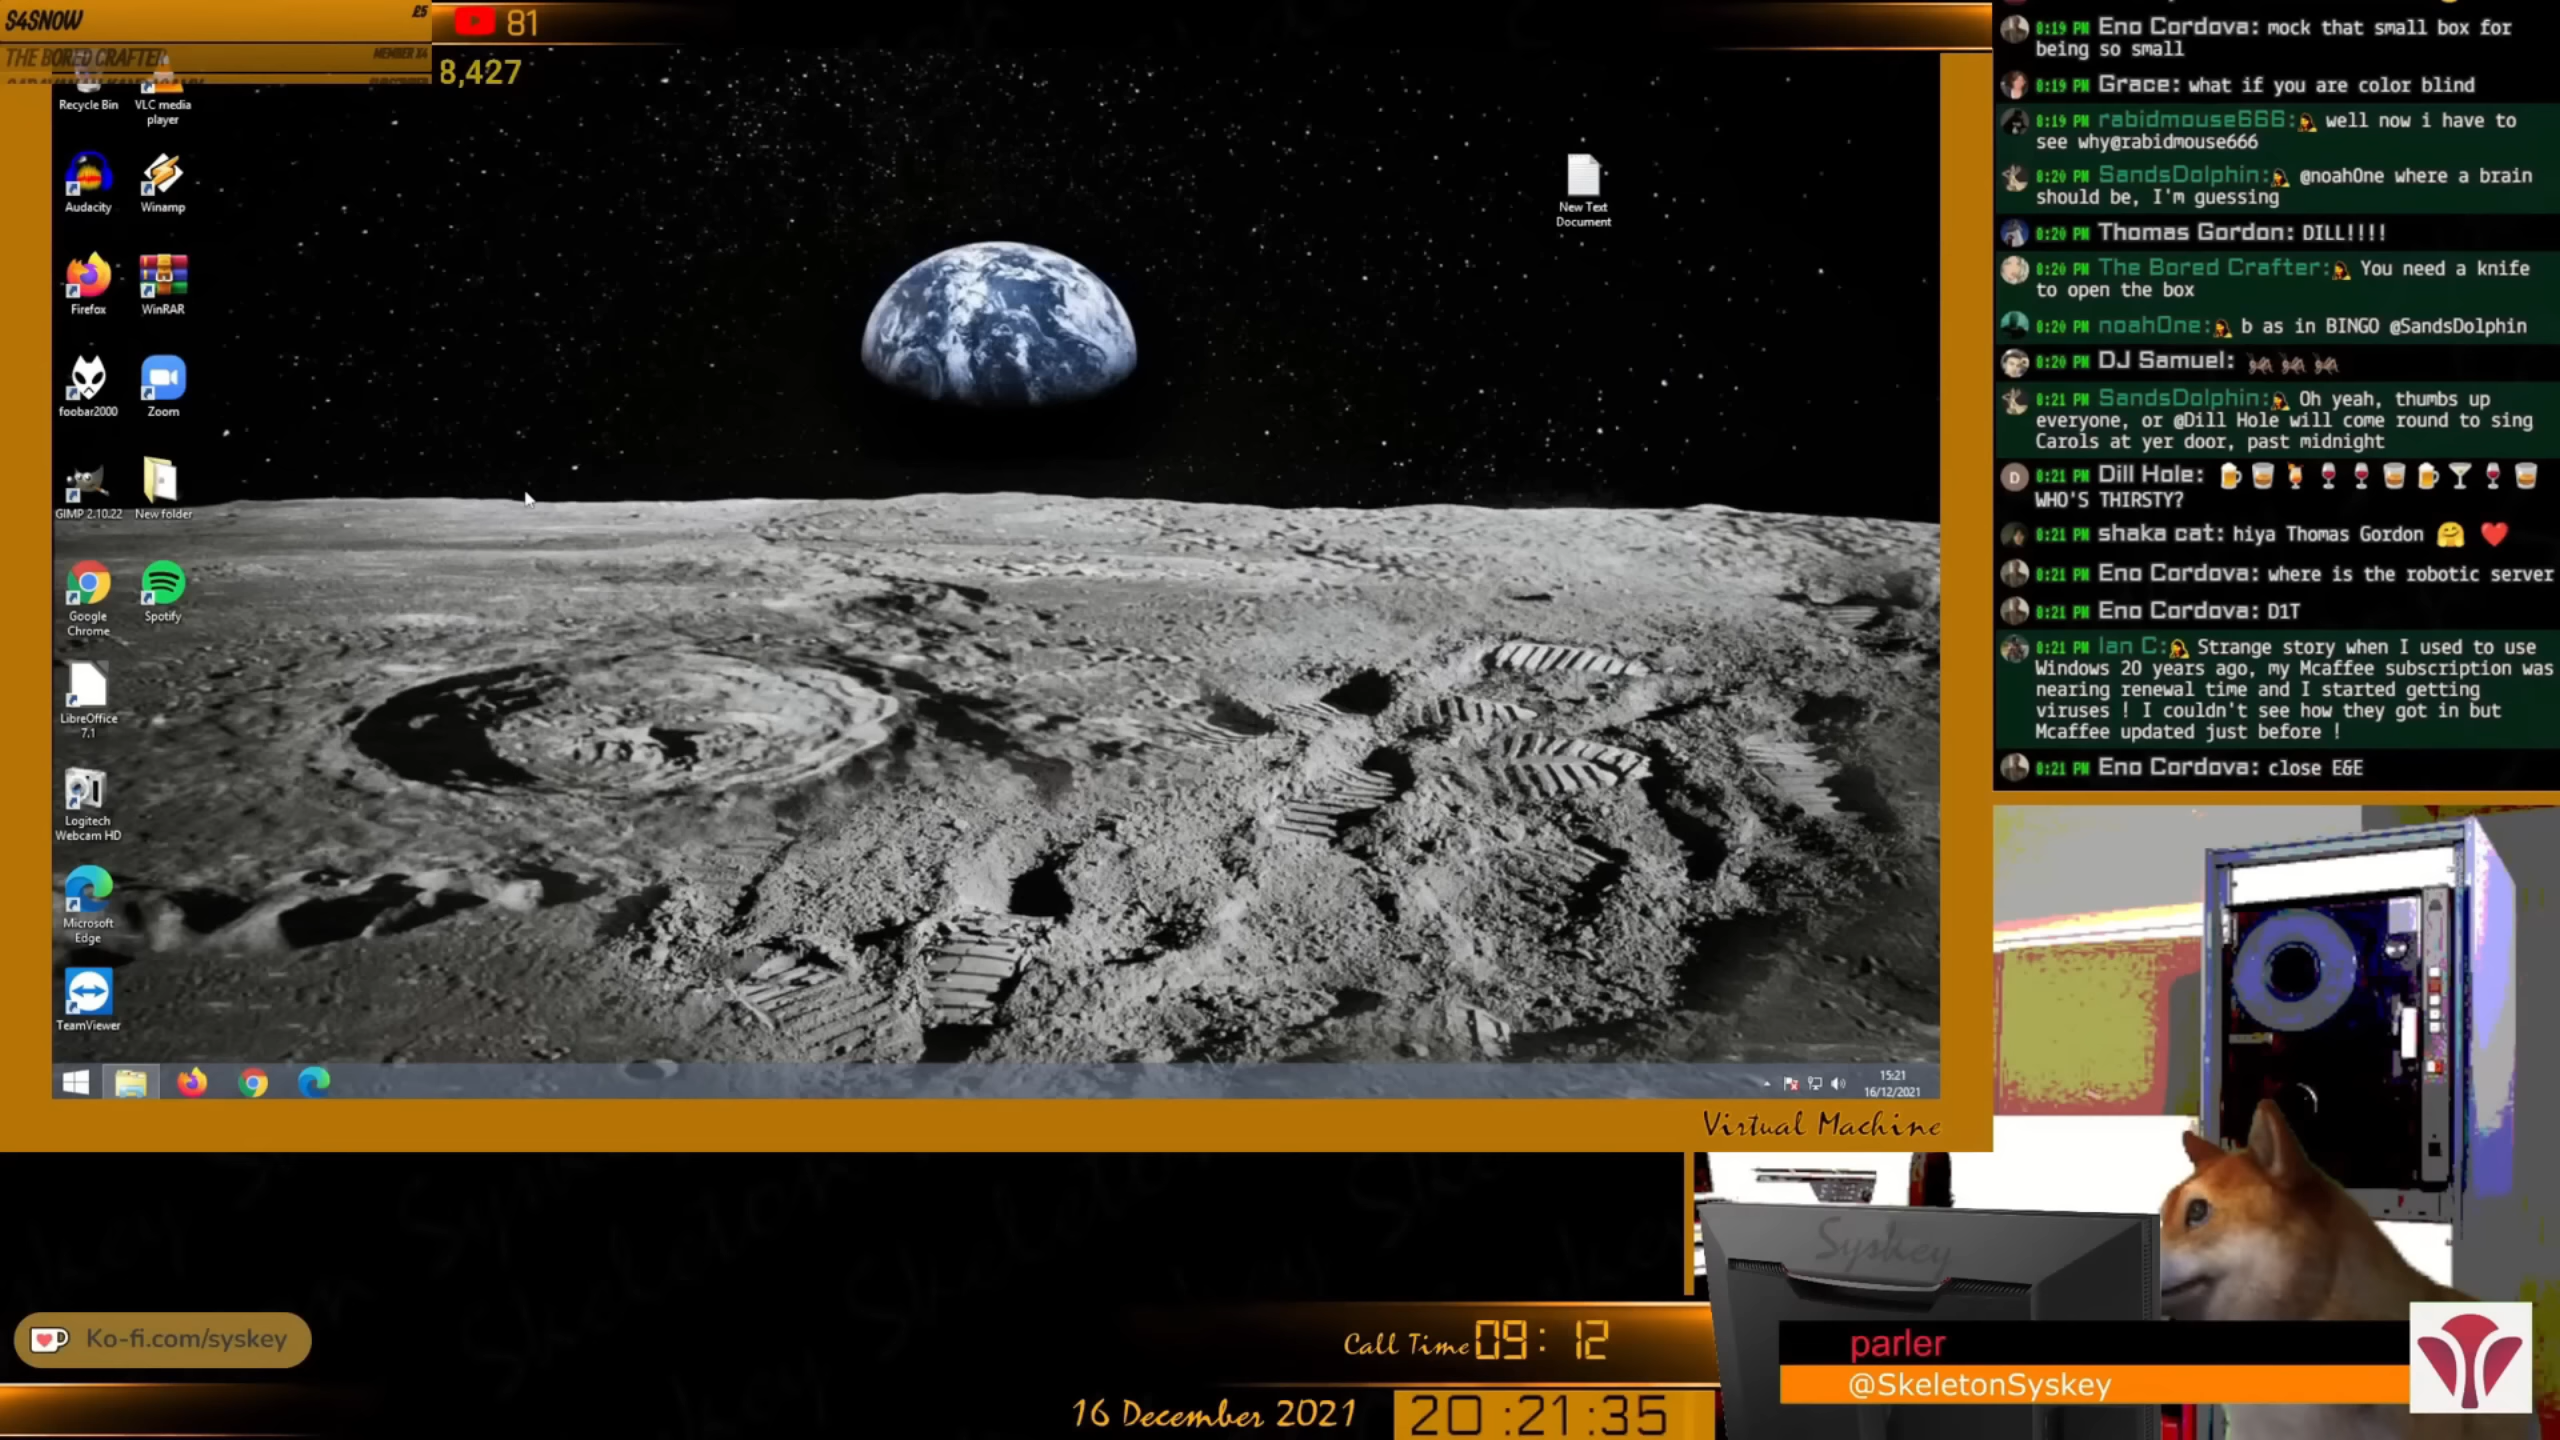 S4SNOW
£5
THE BORED CRAFTER
MEMBER X4
81
8,427
Recycle Bin
VLC media
player
Audacity
Winamp
Firefox
WinRAR
foobar2000
Zoom
GIMP 2.10.22
New folder
Google
Chrome
Spotify
LibreOffice
7.1
Logitech
Webcam HD
Microsoft
Edge
TeamViewer
New Text
Document
15:21
16/12/2021
Virtual Machine
8:19 PM Eno Cordova: mock that small box for
being so small
8:19 PM Grace: what if you are color blind
8:19 PM rabidmouse666: well now i have to
see why@rabidmouse666
8:20 PM SandsDolphin: @noahOne where a brain
should be, I'm guessing
8:20 PM Thomas Gordon: DILL!!!!
8:20 PM The Bored Crafter: You need a knife
to open the box
8:20 PM noahOne: b as in BINGO @SandsDolphin
8:20 PM DJ Samuel: 🦗 🦗 🦗
8:21 PM SandsDolphin: Oh yeah, thumbs up
everyone, or @Dill Hole will come round to sing
Carols at yer door, past midnight
D
8:21 PM Dill Hole: 🍺 🥃 🍹 🍷 🍷 🥃 🍺 🍸 🍷 🥃
WHO'S THIRSTY?
8:21 PM shaka cat: hiya Thomas Gordon 🤗 ❤️
8:21 PM Eno Cordova: where is the robotic server
8:21 PM Eno Cordova: D1T
8:21 PM Ian C: Strange story when I used to use
Windows 20 years ago, my Mcaffee subscription was
nearing renewal time and I started getting
viruses ! I couldn't see how they got in but
Mcaffee updated just before !
8:21 PM Eno Cordova: close E&E
Syskey
Ko-fi.com/syskey
Call Time 09: 12
16 December 2021
20:21:35
parler
@SkeletonSyskey